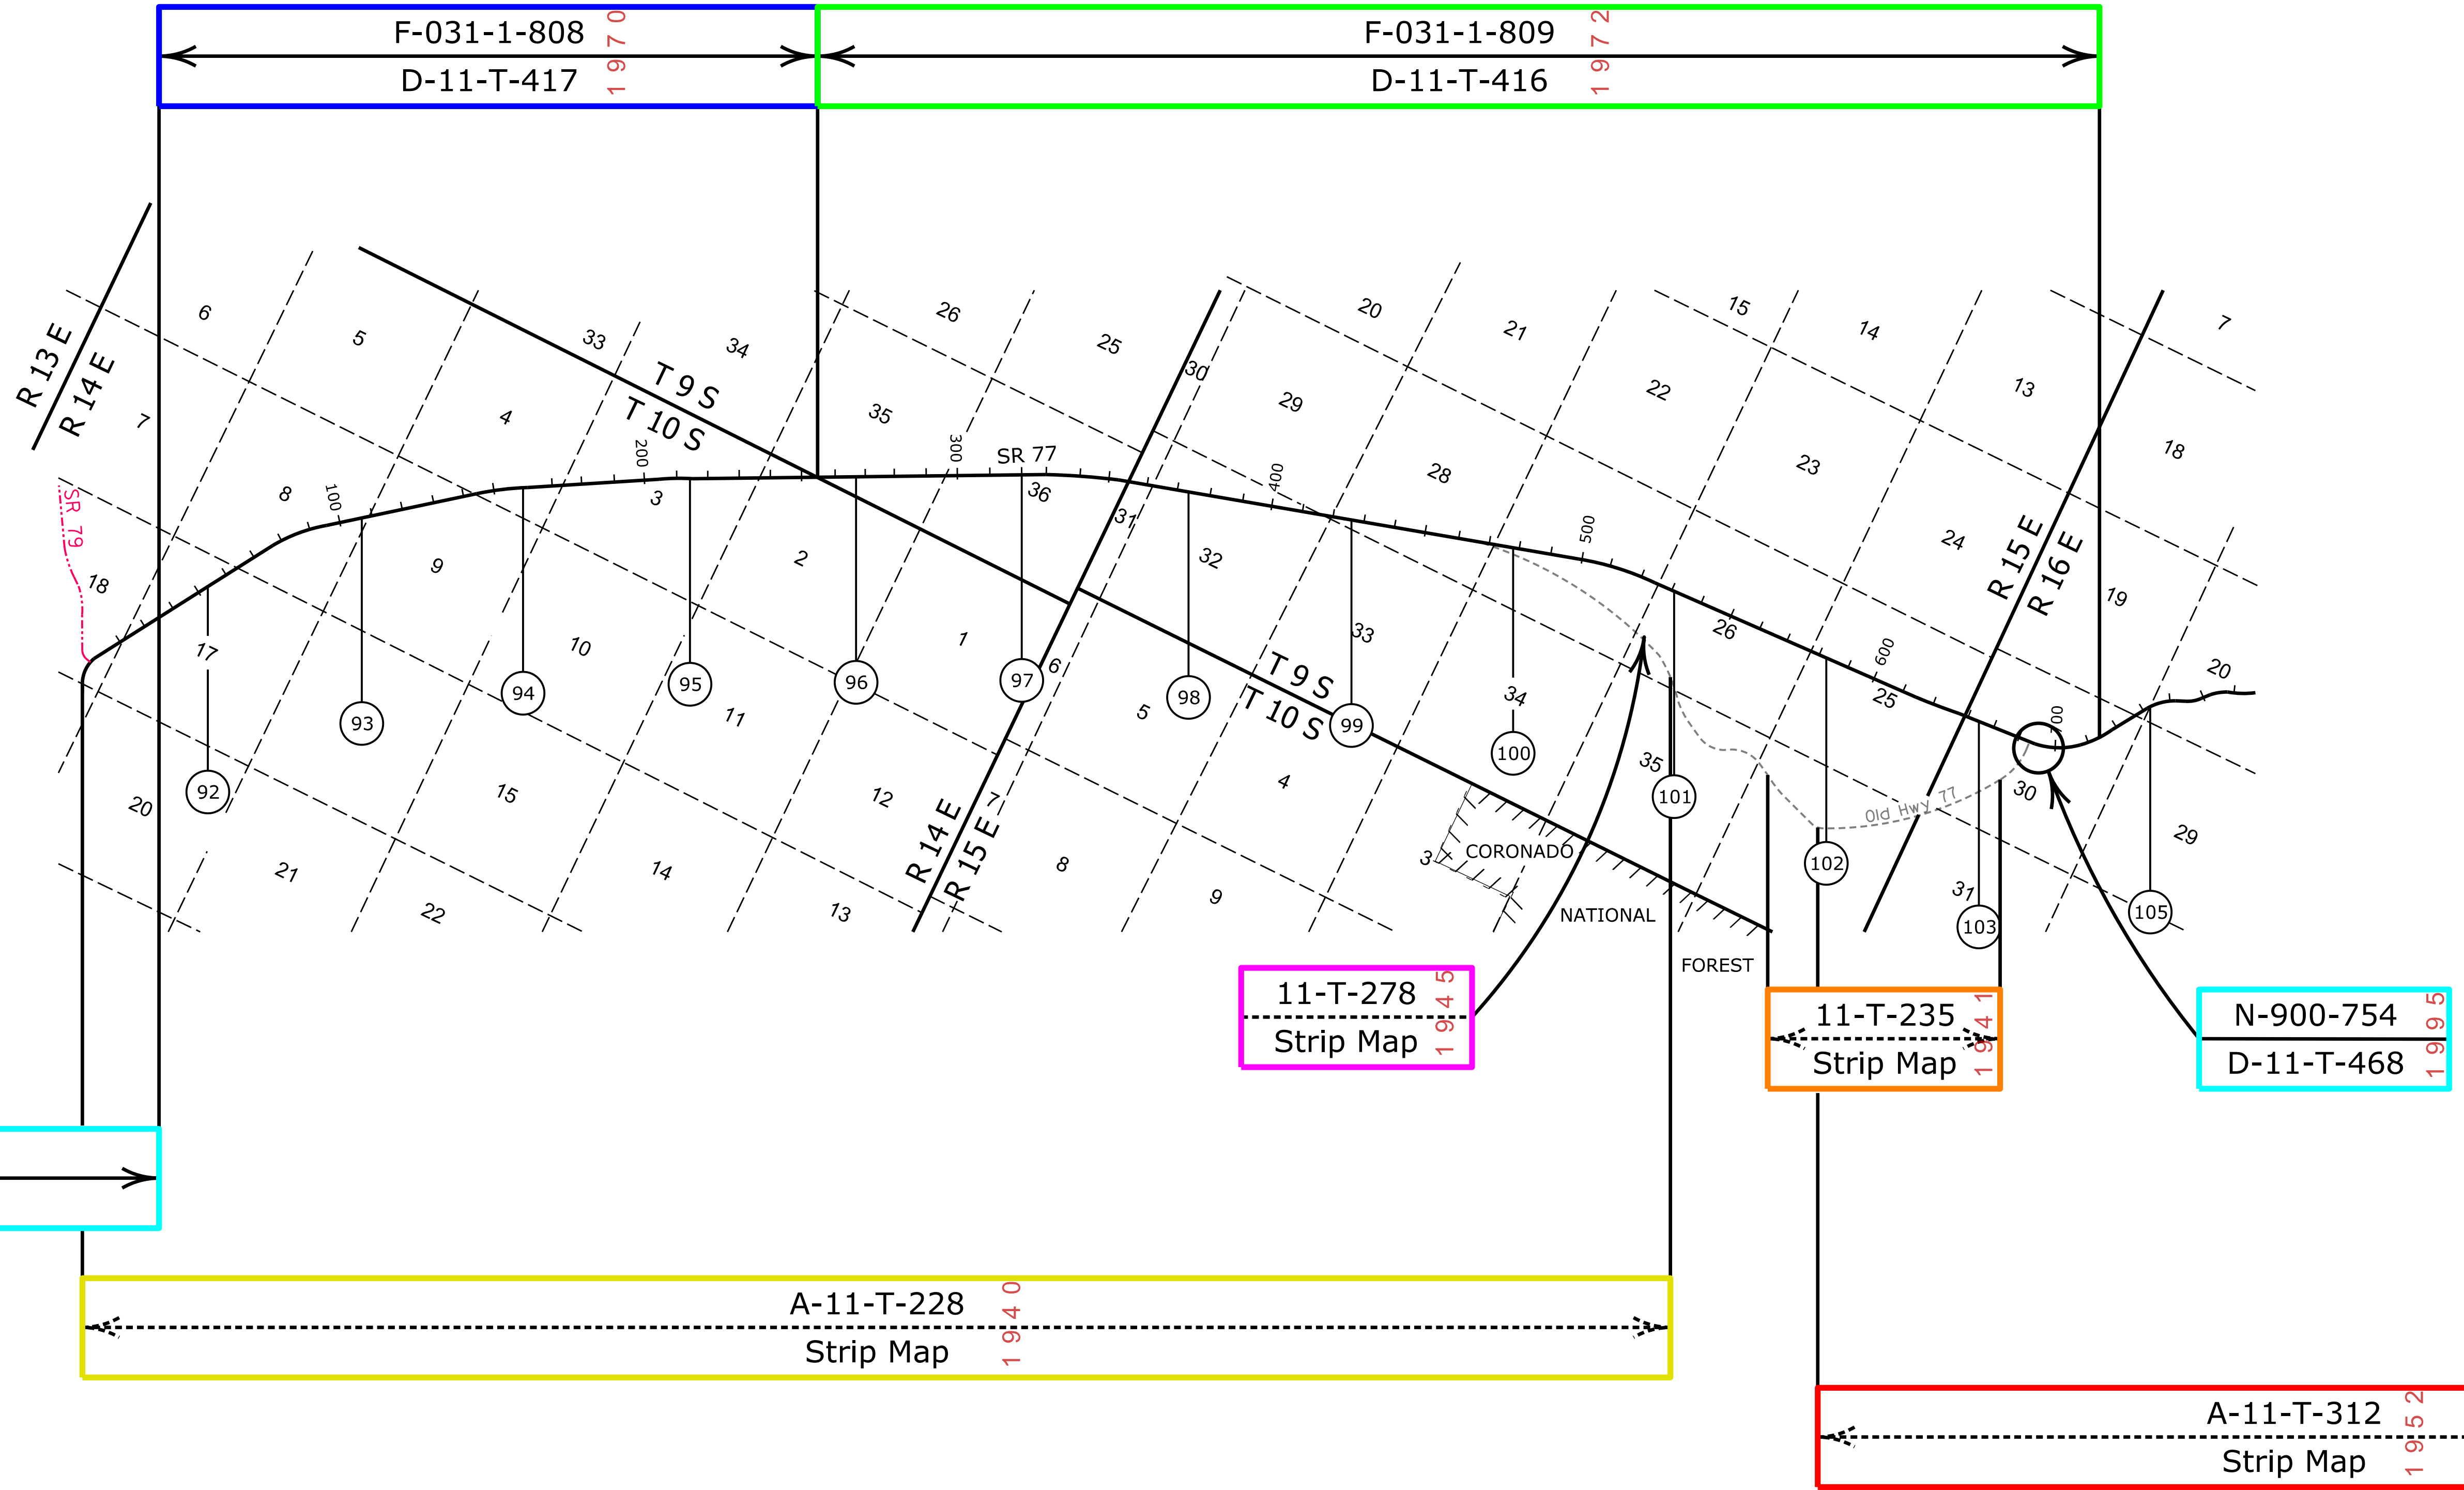 F-031-1-808
D-11-T-417
1970
F-031-1-809
D-11-T-416
1972
R 13 E
R 14 E
6
5
33
34
26
25
30
20
21
15
14
7
7
4
T 9 S
T 10 S
35
29
28
22
23
13
18
SR 79
18
8
100
9
200
3
2
300
SR 77
36
31
32
400
500
24
R 15 E
R 16 E
19
17
10
11
1
6
5
33
T 9 S
T 10 S
34
26
600
25
700
20
92
93
94
95
96
97
98
99
100
101
102
103
105
20
21
22
15
14
12
13
R 14 E
R 15 E
7
8
4
9
3
35
Old Hwy 77
30
31
29
CORONADO
NATIONAL
FOREST
11-T-278
Strip Map
1945
11-T-235
Strip Map
1941
N-900-754
D-11-T-468
1995
A-11-T-228
Strip Map
1940
A-11-T-312
Strip Map
1952